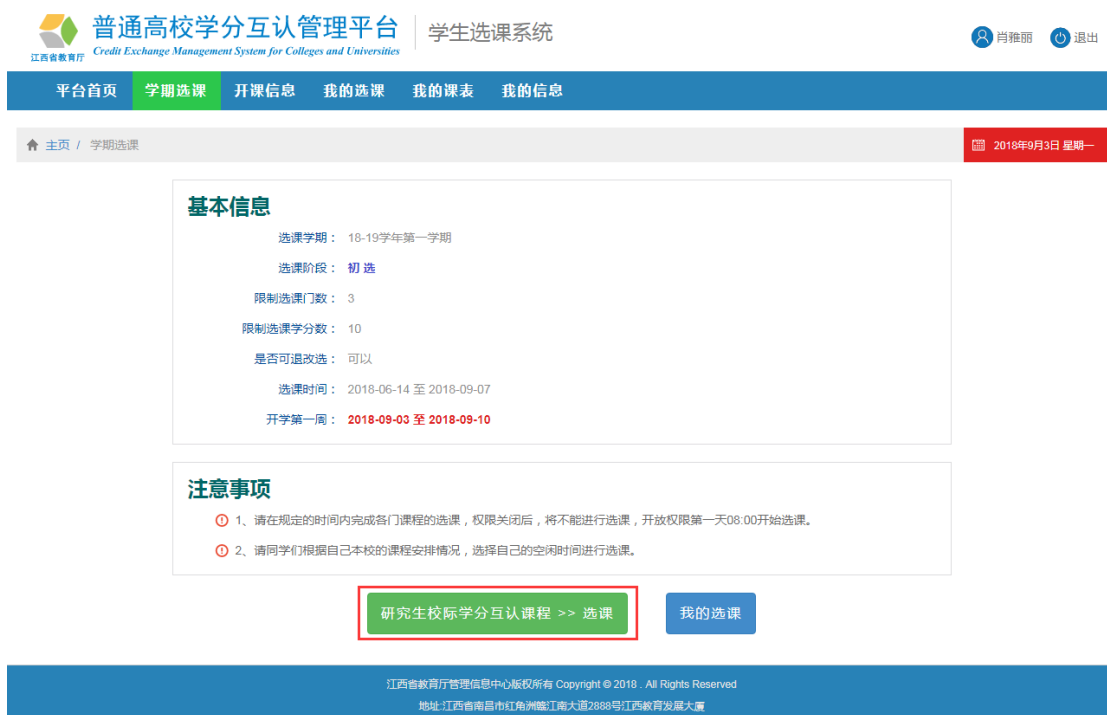 江西省教育厅
普通高校学分互认管理平台
Credit Exchange Management System for Colleges and Universities
学生选课系统
肖雅丽 退出
平台首页 学期选课 开课信息 我的选课 我的课表 我的信息
主页 / 学期选课
2018年9月3日 星期一
基本信息
选课学期： 18-19学年第一学期
选课阶段： 初 选
限制选课门数： 3
限制选课学分数： 10
是否可退改选： 可以
选课时间： 2018-06-14 至 2018-09-07
开学第一周： 2018-09-03 至 2018-09-10
注意事项
1、请在规定的时间内完成各门课程的选课，权限关闭后，将不能进行选课，开放权限第一天08:00开始选课。
2、请同学们根据自己本校的课程安排情况，选择自己的空闲时间进行选课。
研究生校际学分互认课程 >> 选课 我的选课
江西省教育厅管理信息中心版权所有 Copyright © 2018 . All Rights Reserved
地址:江西省南昌市红角洲赣江南大道2888号江西教育发展大厦